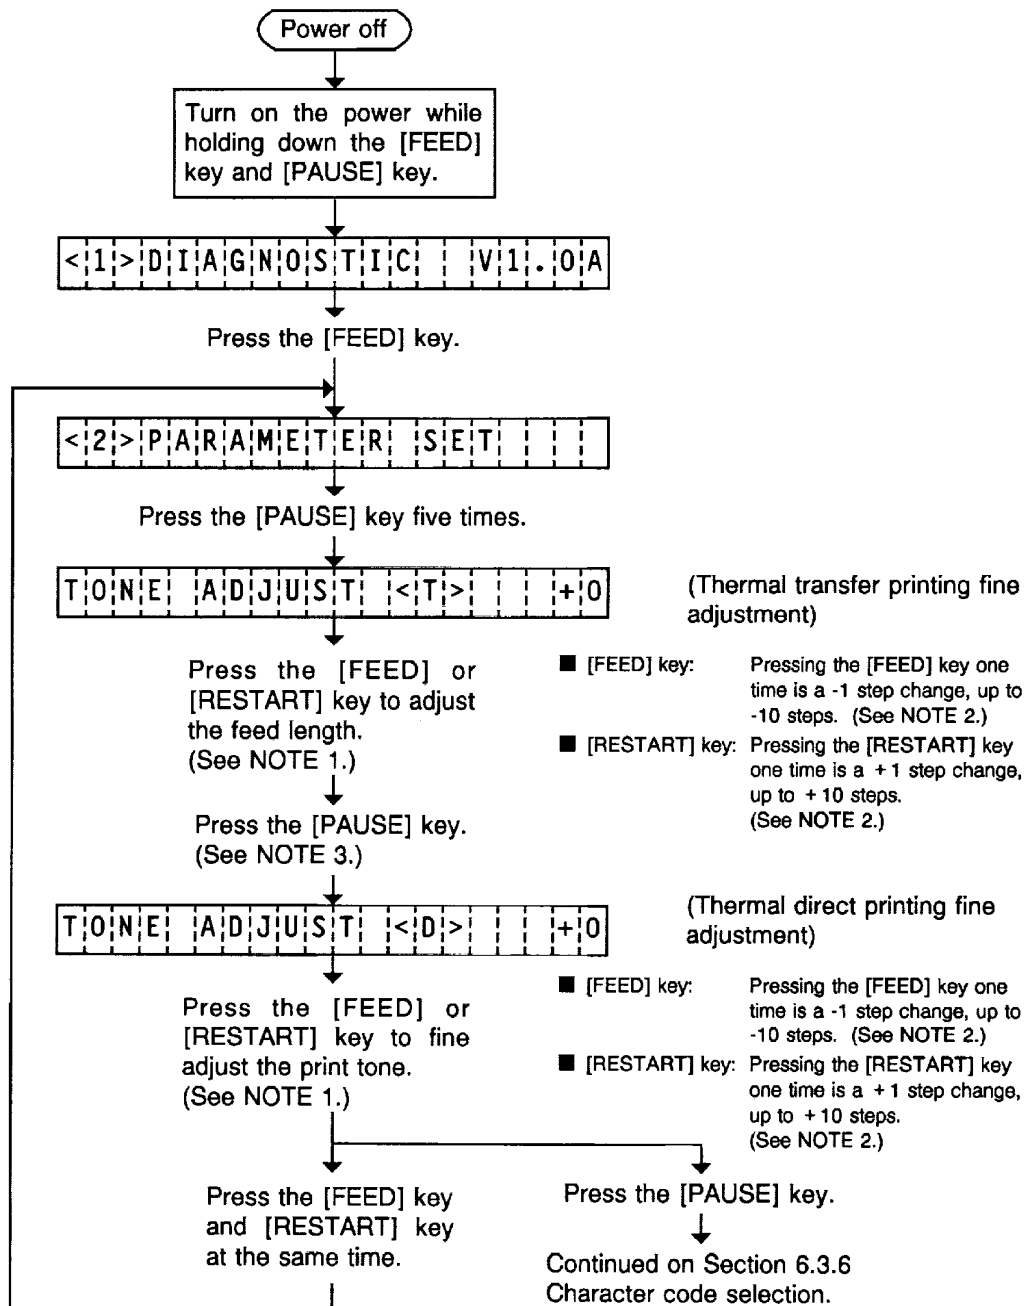 Power off
Turn on the power while
holding down the [FEED]
key and [PAUSE] key.
<1>DIAGNOSTIC  V1.0A
Press the [FEED] key.
<2>PARAMETER SET
Press the [PAUSE] key five times.
TONE ADJUST <T>   +0
(Thermal transfer printing fine
adjustment)
Press the [FEED] or
[RESTART] key to adjust
the feed length.
(See NOTE 1.)
■ [FEED] key: Pressing the [FEED] key one
time is a -1 step change, up to
-10 steps. (See NOTE 2.)
■ [RESTART] key: Pressing the [RESTART] key
one time is a +1 step change,
up to +10 steps.
(See NOTE 2.)
Press the [PAUSE] key.
(See NOTE 3.)
TONE ADJUST <D>   +0
(Thermal direct printing fine
adjustment)
Press the [FEED] or
[RESTART] key to fine
adjust the print tone.
(See NOTE 1.)
■ [FEED] key: Pressing the [FEED] key one
time is a -1 step change, up to
-10 steps. (See NOTE 2.)
■ [RESTART] key: Pressing the [RESTART] key
one time is a +1 step change,
up to +10 steps.
(See NOTE 2.)
Press the [FEED] key
and [RESTART] key
at the same time.
Press the [PAUSE] key.
Continued on Section 6.3.6
Character code selection.